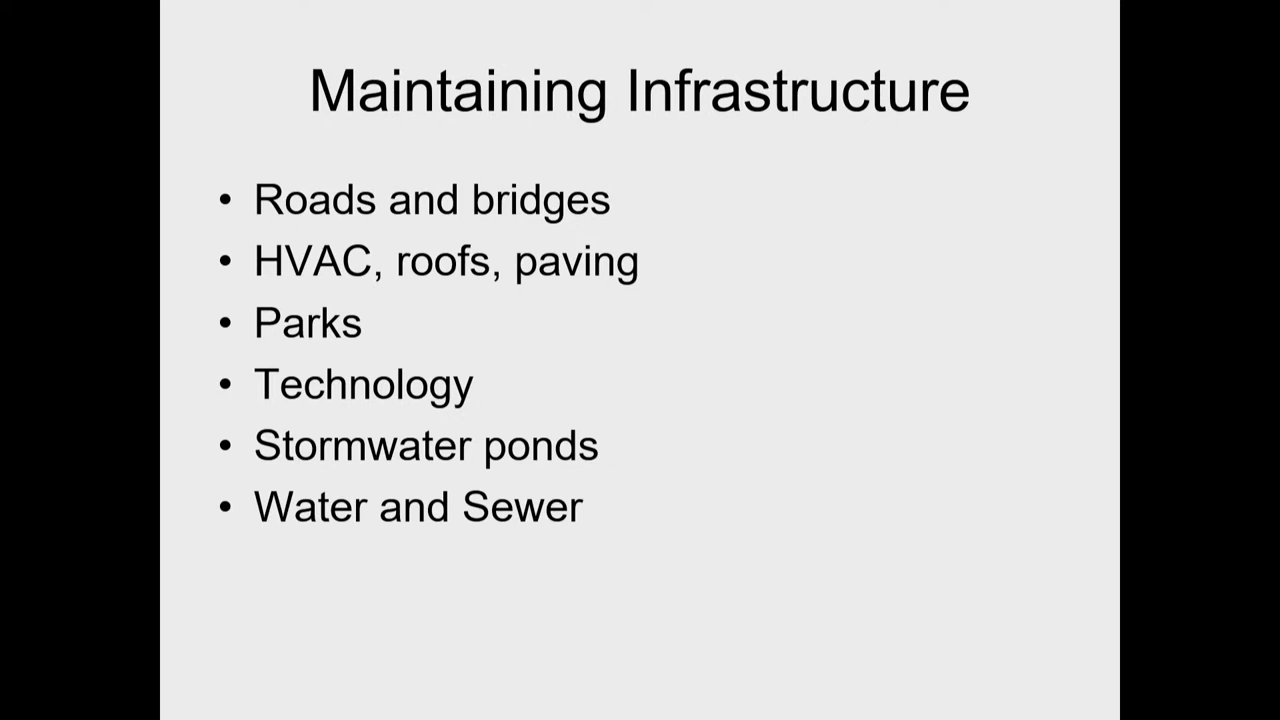 Maintaining Infrastructure
• Roads and bridges
• HVAC, roofs, paving
• Parks
• Technology
• Stormwater ponds
• Water and Sewer